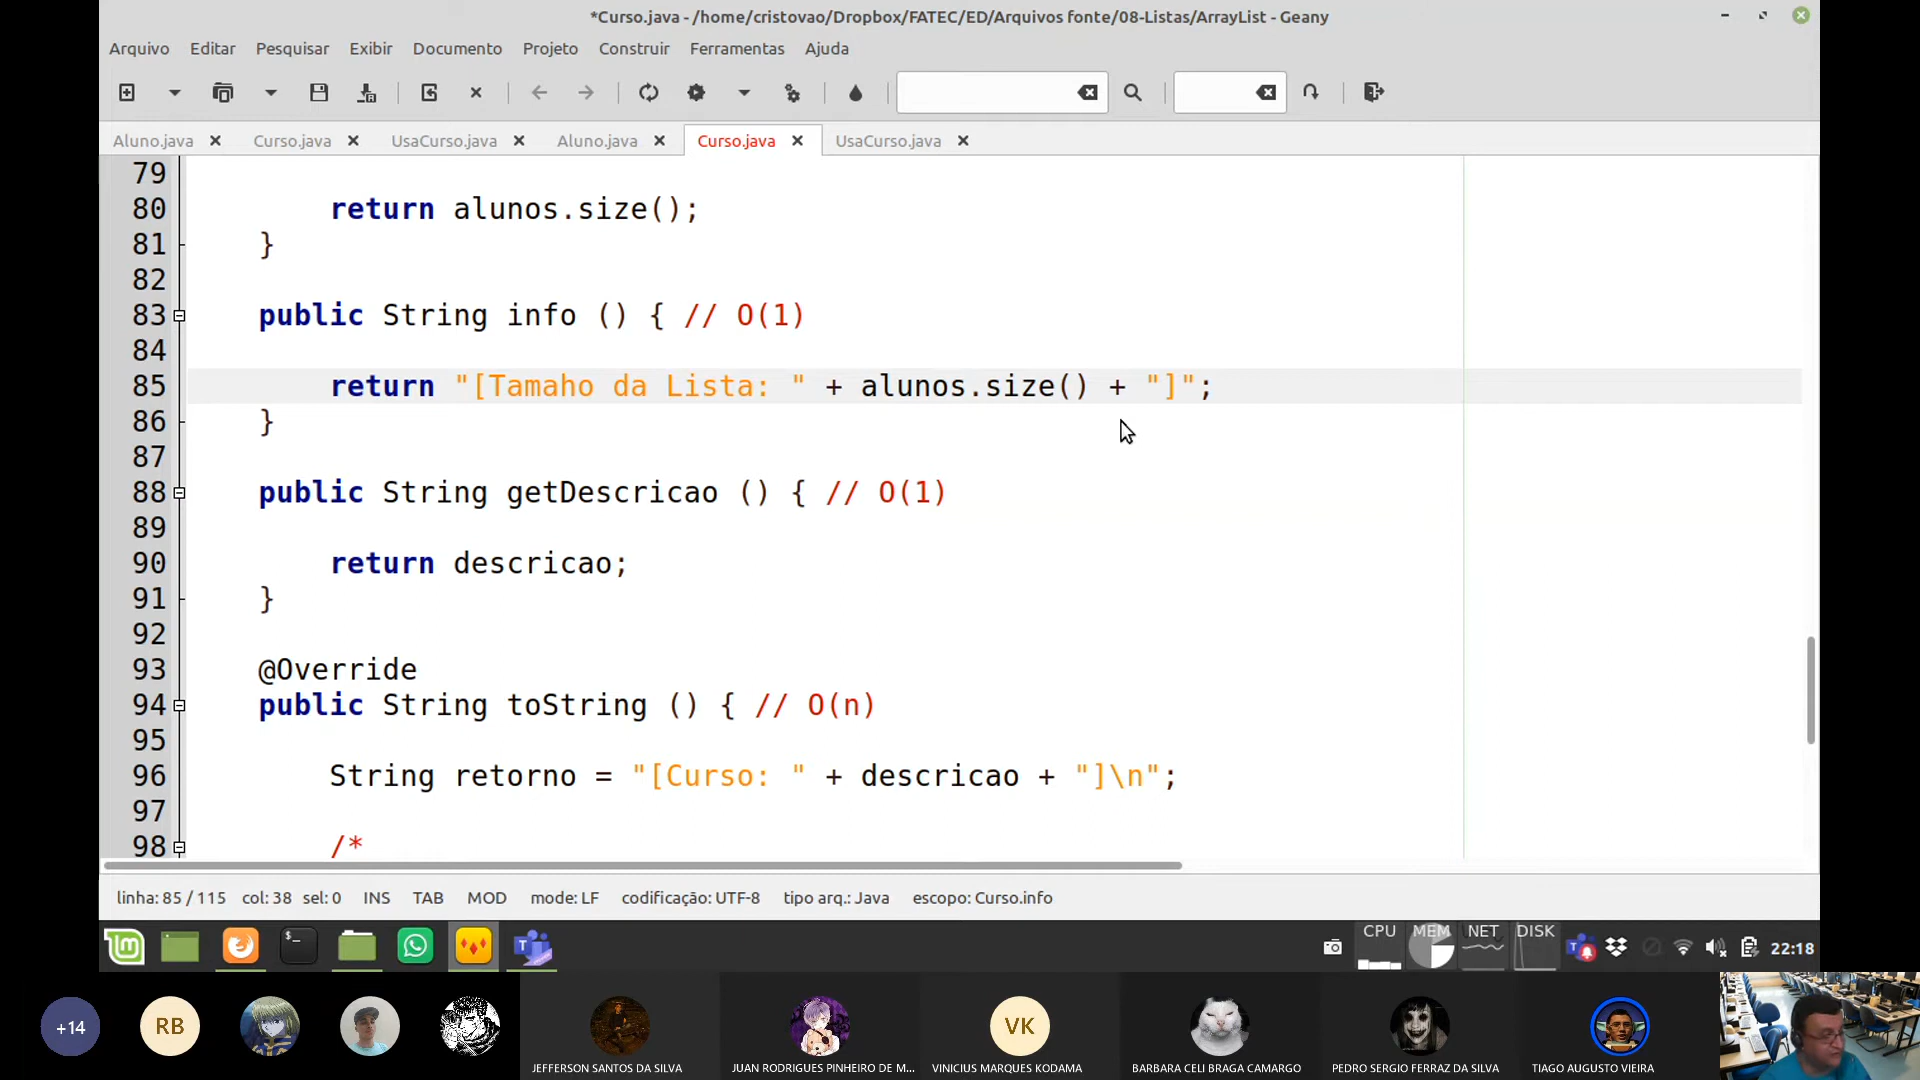 *Curso.java - /home/cristovao/Dropbox/FATEC/ED/Arquivos fonte/08-Listas/ArrayList - Geany
Arquivo Editar Pesquisar Exibir Documento Projeto Construir Ferramentas Ajuda
Aluno.java Curso.java UsaCurso.java Aluno.java Curso.java UsaCurso.java
79
80 return alunos.size();
81 }
82
83 public String info () { // O(1)
84
85 return "[Tamaho da Lista: " + alunos.size() + "]";
86 }
87
88 public String getDescricao () { // O(1)
89
90 return descricao;
91 }
92
93 @Override
94 public String toString () { // O(n)
95
96 String retorno = "[Curso: " + descricao + "]\n";
97
98 /*
linha: 85 / 115 col: 38 sel: 0 INS TAB MOD mode: LF codificação: UTF-8 tipo arq.: Java escopo: Curso.info
CPU MEM NET DISK 22:18
+14 RB VK
JEFFERSON SANTOS DA SILVA JUAN RODRIGUES PINHEIRO DE M... VINICIUS MARQUES KODAMA BARBARA CELI BRAGA CAMARGO PEDRO SERGIO FERRAZ DA SILVA TIAGO AUGUSTO VIEIRA